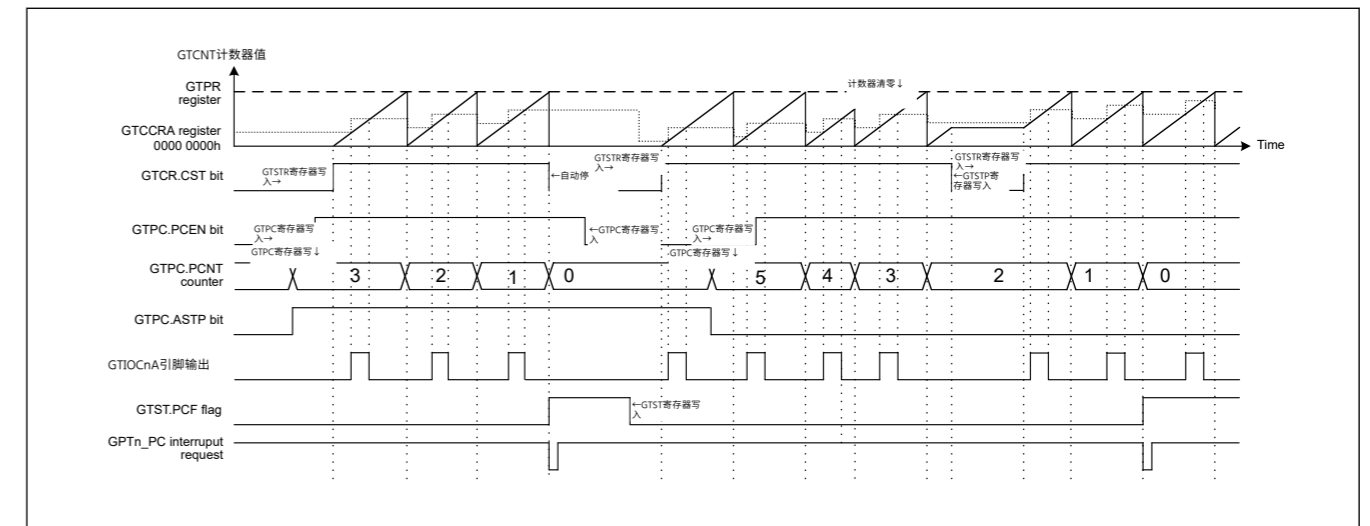 GTCNT计数器值
GTPR
register
计数器清零↓
GTCCRA register
0000 0000h
Time
GTCR.CST bit
GTSTR寄存器写
入→
←自动停
GTSTR寄存器写
入→
GTSTR寄存器写
入→
←GTSTP寄
存器写入
GTPC.PCEN bit
GTPC寄存器写
入→
←GTPC寄存器写
入
GTPC寄存器写
入→
GTPC寄存器写↓
GTPC寄存器写↓
GTPC.PCNT
counter
3 2 1 0 5 4 3 2 1 0
GTPC.ASTP bit
GTIOCnA引脚输出
GTST.PCF flag
←GTST寄存器写
入
GPTn_PC interruput
request